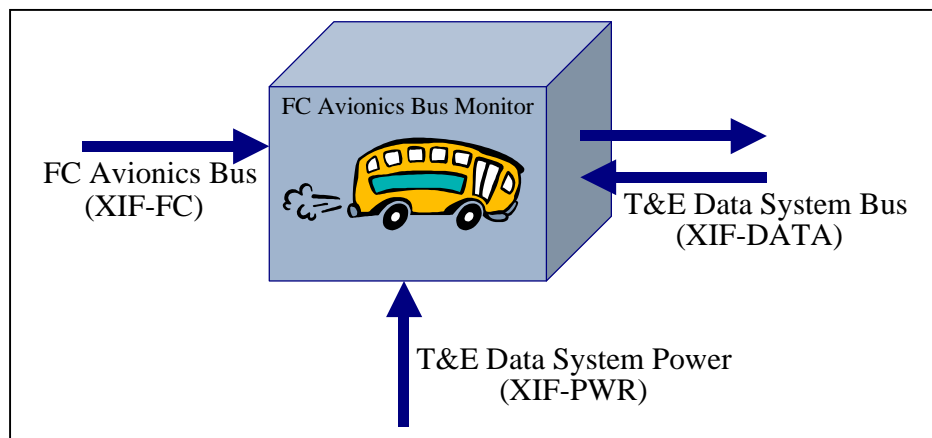 FC Avionics Bus Monitor
FC Avionics Bus
(XIF-FC)
T&E Data System Bus
(XIF-DATA)
T&E Data System Power
(XIF-PWR)